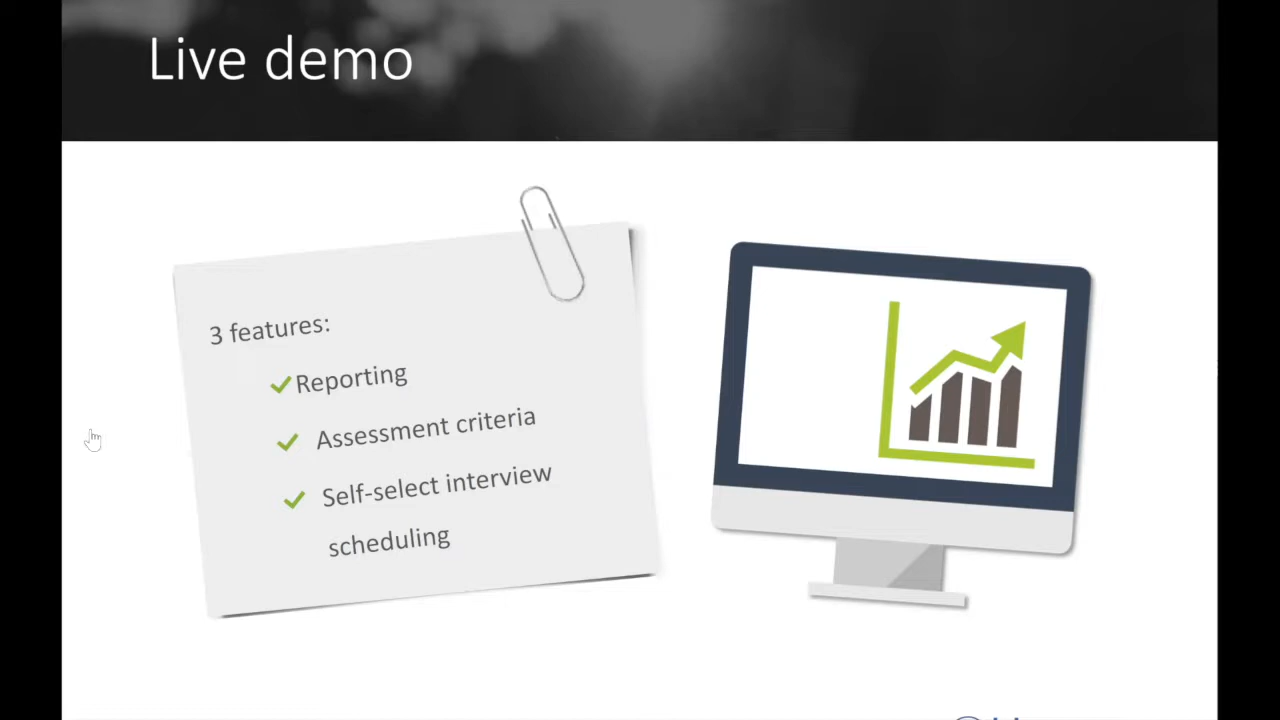 Live demo
3 features:
Reporting
Assessment criteria
Self-select interview
scheduling